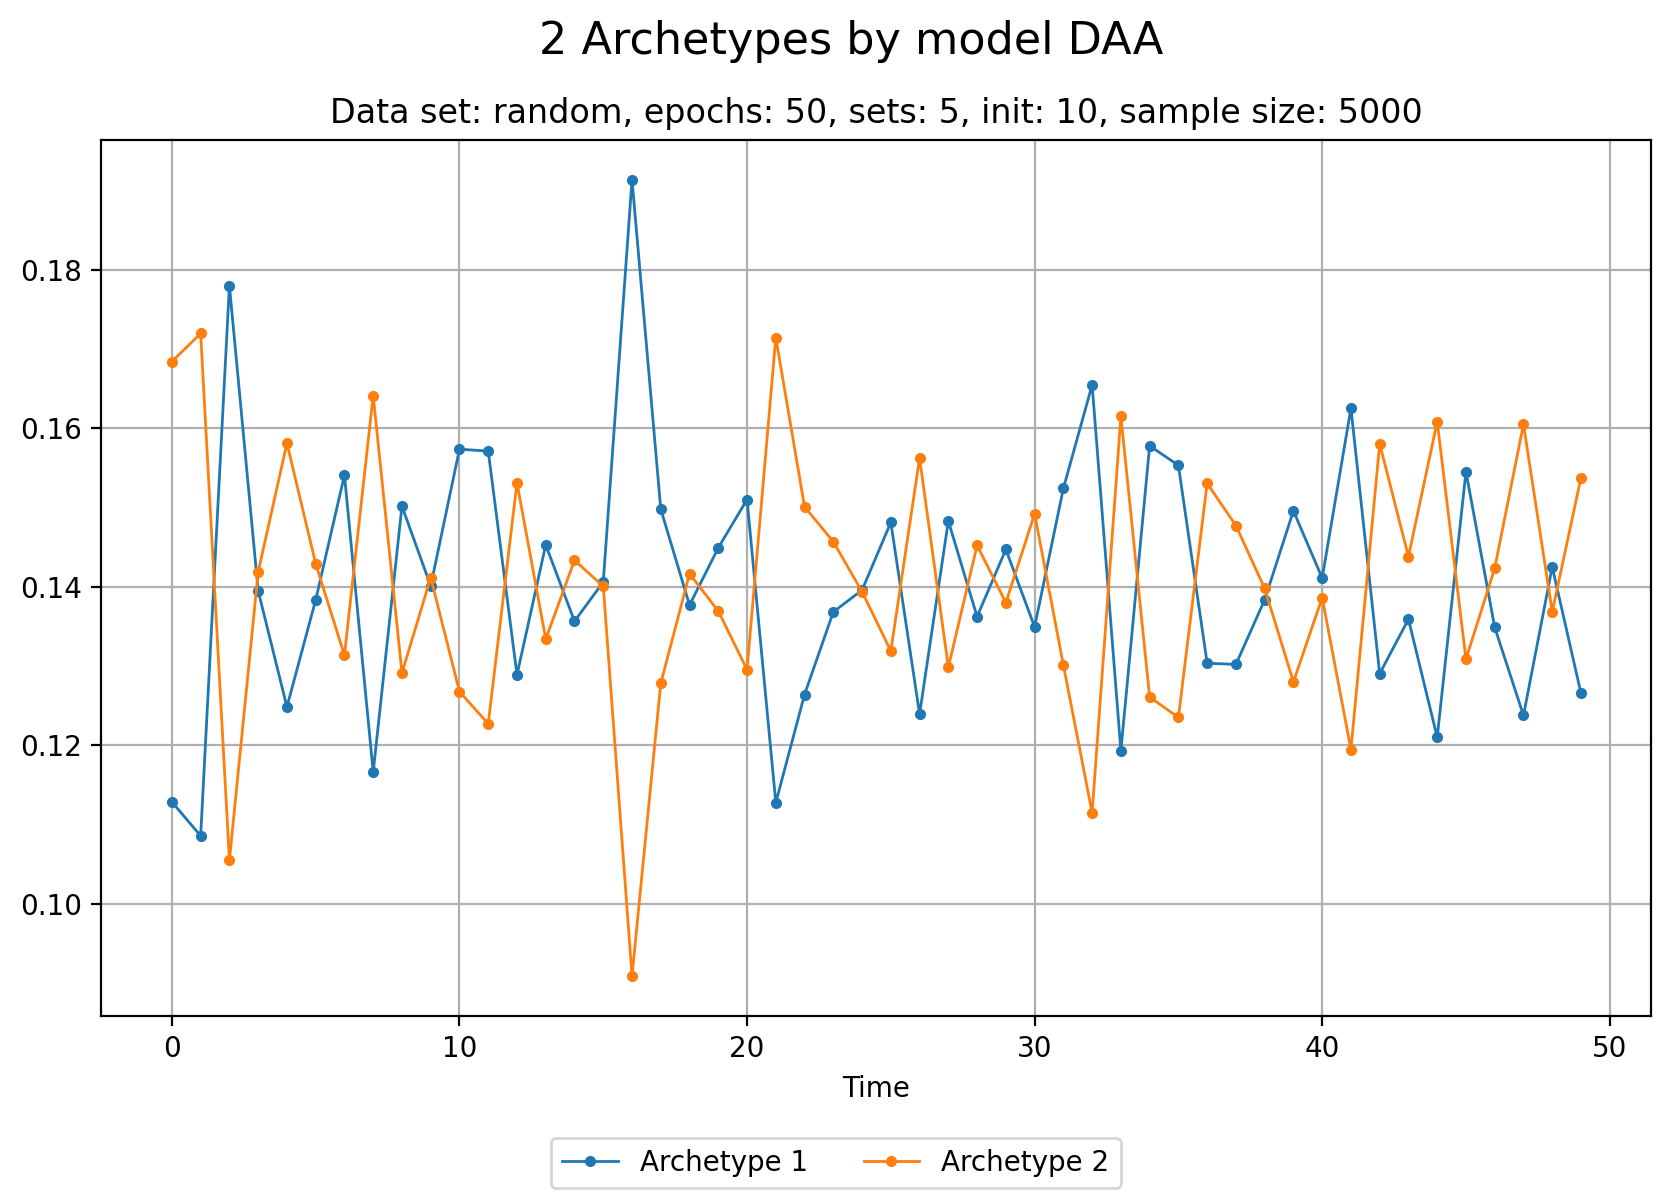 2 Archetypes by model DAA
Data set: random, epochs: 50, sets: 5, init: 10, sample size: 5000
0.18
0.16
0.14
0.12
0.10
0 10 20 30 40 50
Time
Archetype 1 Archetype 2